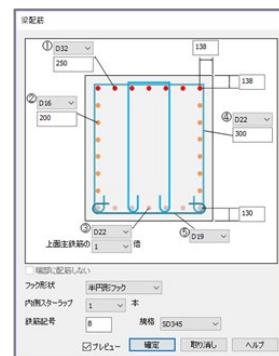 梁配筋
① D32
250
138
② D16
200
138
④ D22
300
130
③ D22
上面主鉄筋の 1 倍
⑤ D19
端部に配筋しない
フック形状 半円形フック
内側スターラップ 1 本
鉄筋記号 B 規格 SD345
プレビュー 確定 取り消し ヘルプ